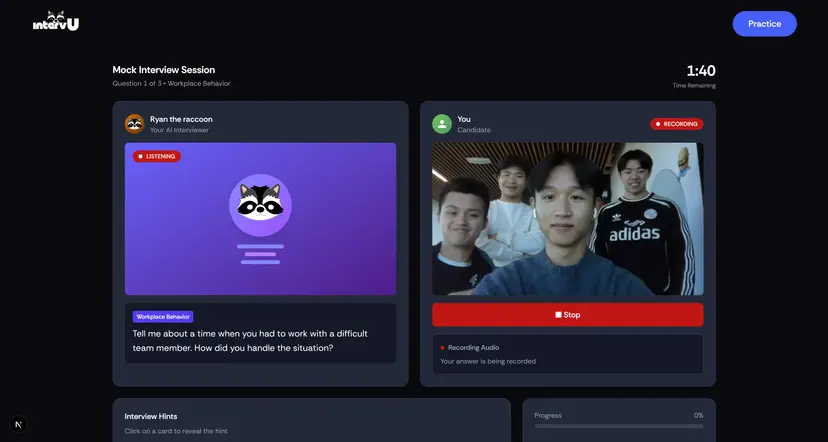 intervU
Practice
Mock Interview Session
Question 1 of 3 • Workplace Behavior
1:40
Time Remaining
Ryan the raccoon
Your AI Interviewer
LISTENING
Workplace Behavior
Tell me about a time when you had to work with a difficult
team member. How did you handle the situation?
You
Candidate
RECORDING
adidas
Stop
Recording Audio
Your answer is being recorded
Interview Hints
Click on a card to reveal the hint
Progress
0%
N